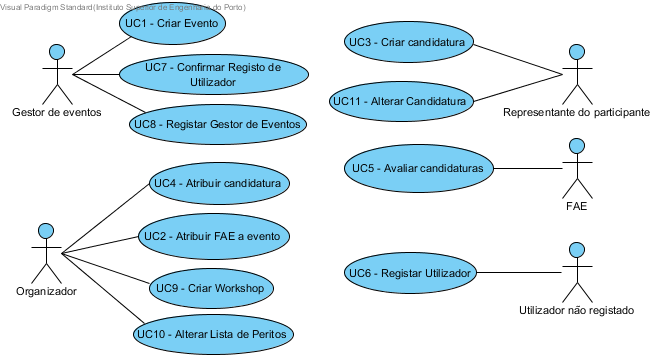 Visual Paradigm Standard(Instituto Superior de Engenharia do Porto)
UC1 - Criar Evento
UC7 - Confirmar Registo de
Utilizador
UC8 - Registar Gestor de Eventos
Gestor de eventos
UC4 - Atribuir candidatura
UC2 - Atribuir FAE a evento
UC9 - Criar Workshop
UC10 - Alterar Lista de Peritos
Organizador
UC3 - Criar candidatura
UC11 - Alterar Candidatura
Representante do participante
UC5 - Avaliar candidaturas
FAE
UC6 - Registar Utilizador
Utilizador não registado